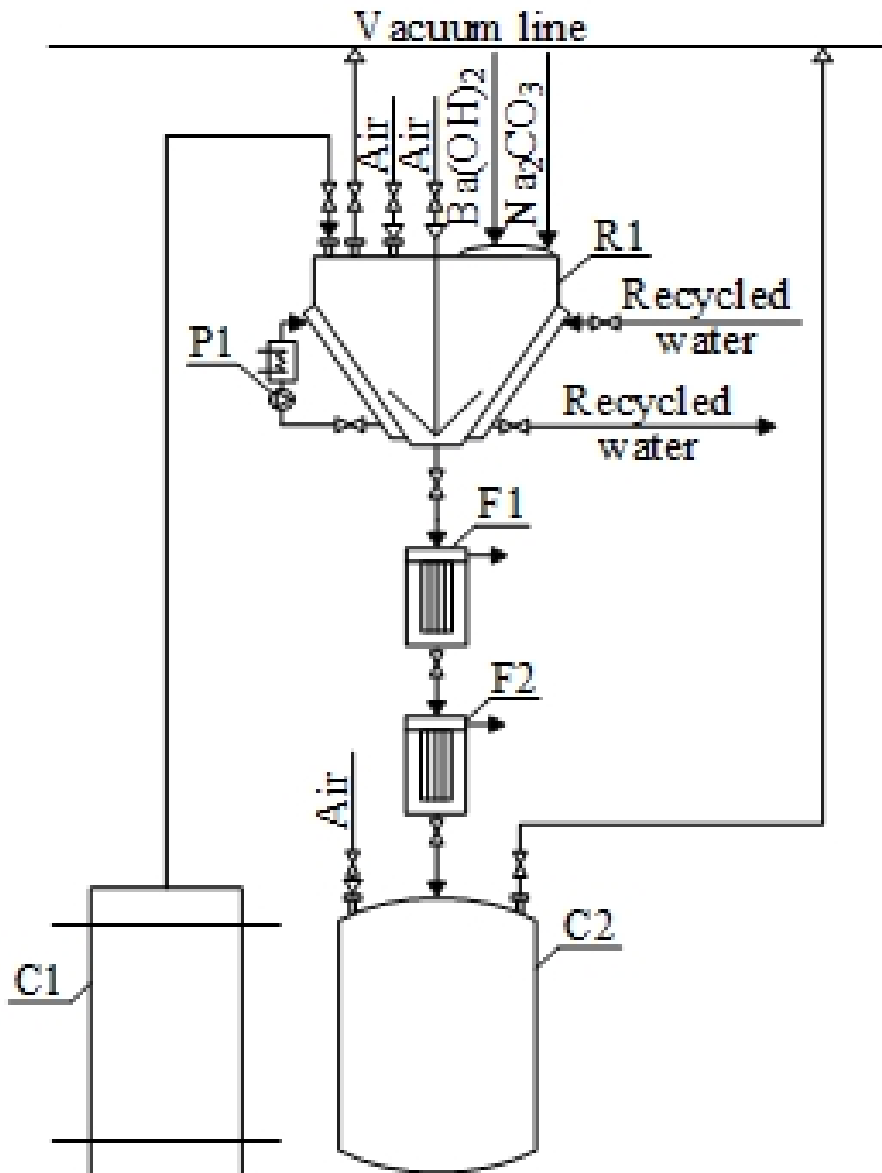 Vacuum line
Air
Air
Ba(OH)2
Na2CO3
R1
Recycled
water
P1
Recycled
water
F1
F2
Air
C1
C2